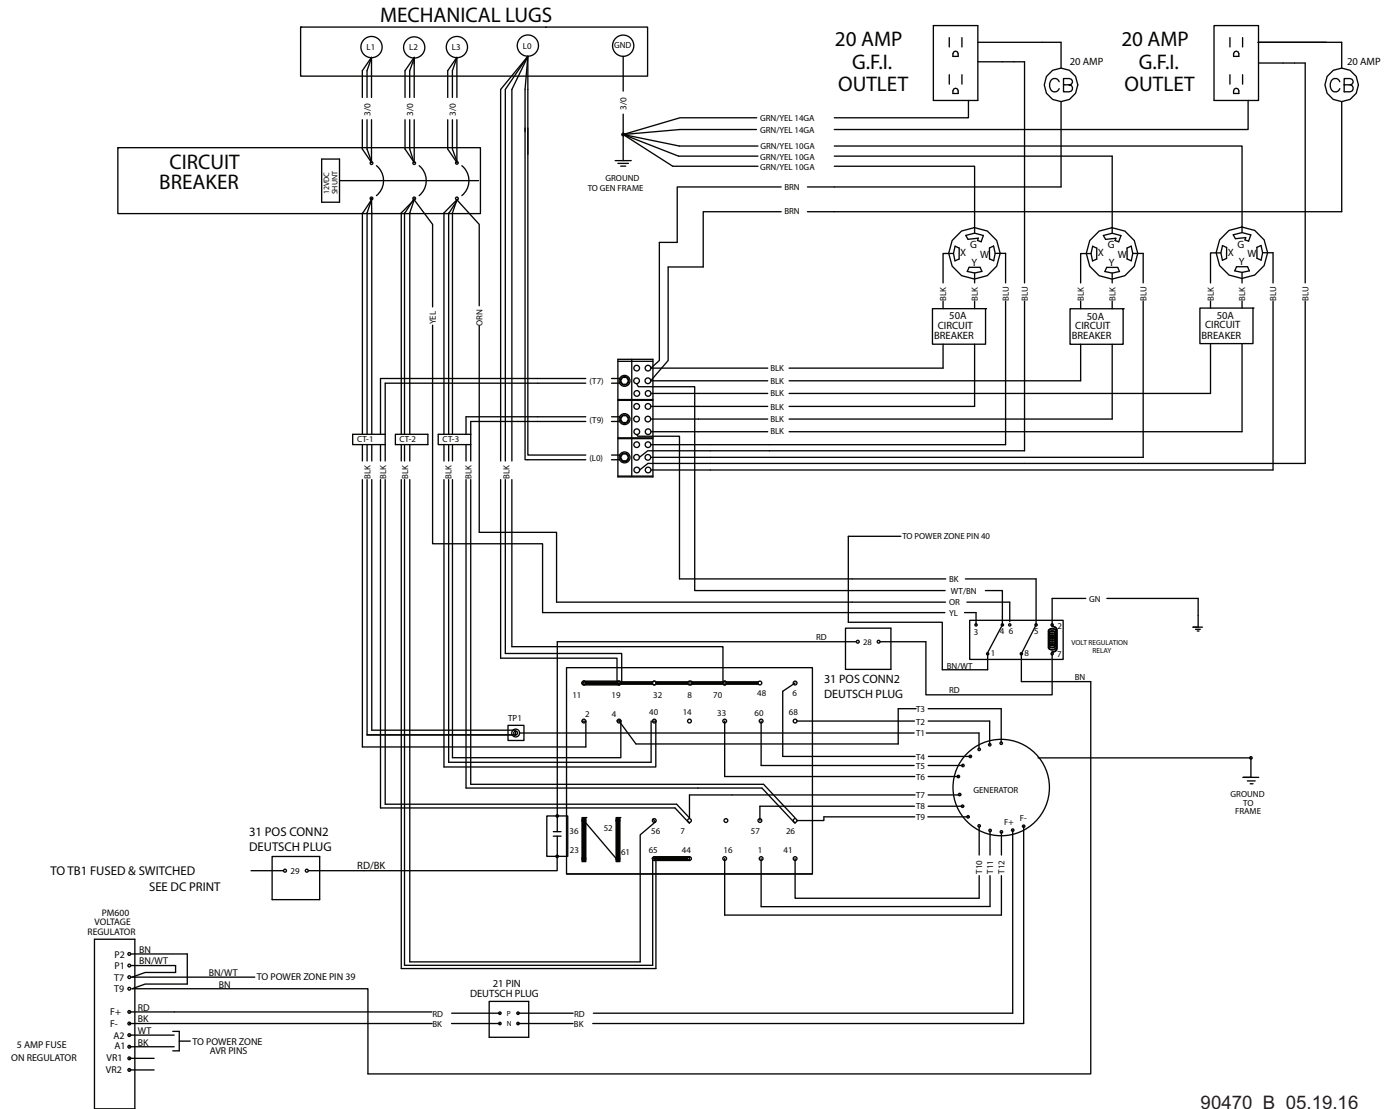 MECHANICAL LUGS
L1
L2
L3
L0
GND
3/0
3/0
3/0
3/0
20 AMP
G.F.I.
OUTLET
20 AMP
CB
20 AMP
G.F.I.
OUTLET
20 AMP
CB
GRN/YEL 14GA
GRN/YEL 14GA
GRN/YEL 10GA
GRN/YEL 10GA
GRN/YEL 10GA
BRN
BRN
CIRCUIT
BREAKER
12VDC
SHUNT
GROUND
TO GEN FRAME
G
X
W
Y
G
X
W
Y
G
X
W
Y
BLK
BLK
BLU
BLU
BLK
BLK
BLU
BLK
BLK
BLU
BLU
50A
CIRCUIT
BREAKER
50A
CIRCUIT
BREAKER
50A
CIRCUIT
BREAKER
YEL
ORN
(T7)
(T9)
(L0)
BLK
BLK
BLK
BLK
BLK
BLK
CT-1
CT-2
CT-3
BLK
BLK
BLK
BLK
BLK
BLK
TO POWER ZONE PIN 40
BK
WT/BN
OR
YL
GN
3
4
6
5
2
1
8
7
VOLT REGULATION
RELAY
BN/WT
RD
BN
RD
28
31 POS CONN2
DEUTSCH PLUG
11
19
32
8
70
48
6
2
4
40
14
33
60
68
TP1
T3
T2
T1
T4
T5
T6
T7
T8
T9
GENERATOR
F+
F-
T10
T11
T12
GROUND
TO
FRAME
36
52
56
7
57
26
23
61
65
44
16
1
41
31 POS CONN2
DEUTSCH PLUG
29
RD/BK
TO TB1 FUSED & SWITCHED
SEE DC PRINT
PM600
VOLTAGE
REGULATOR
P2
BN
P1
BN/WT
T7
BN/WT
TO POWER ZONE PIN 39
T9
BN
F+
RD
F-
BK
A2
WT
A1
BK
VR1
VR2
TO POWER ZONE
AVR PINS
5 AMP FUSE
ON REGULATOR
21 PIN
DEUTSCH PLUG
RD
P
RD
BK
N
BK
90470 B 05.19.16